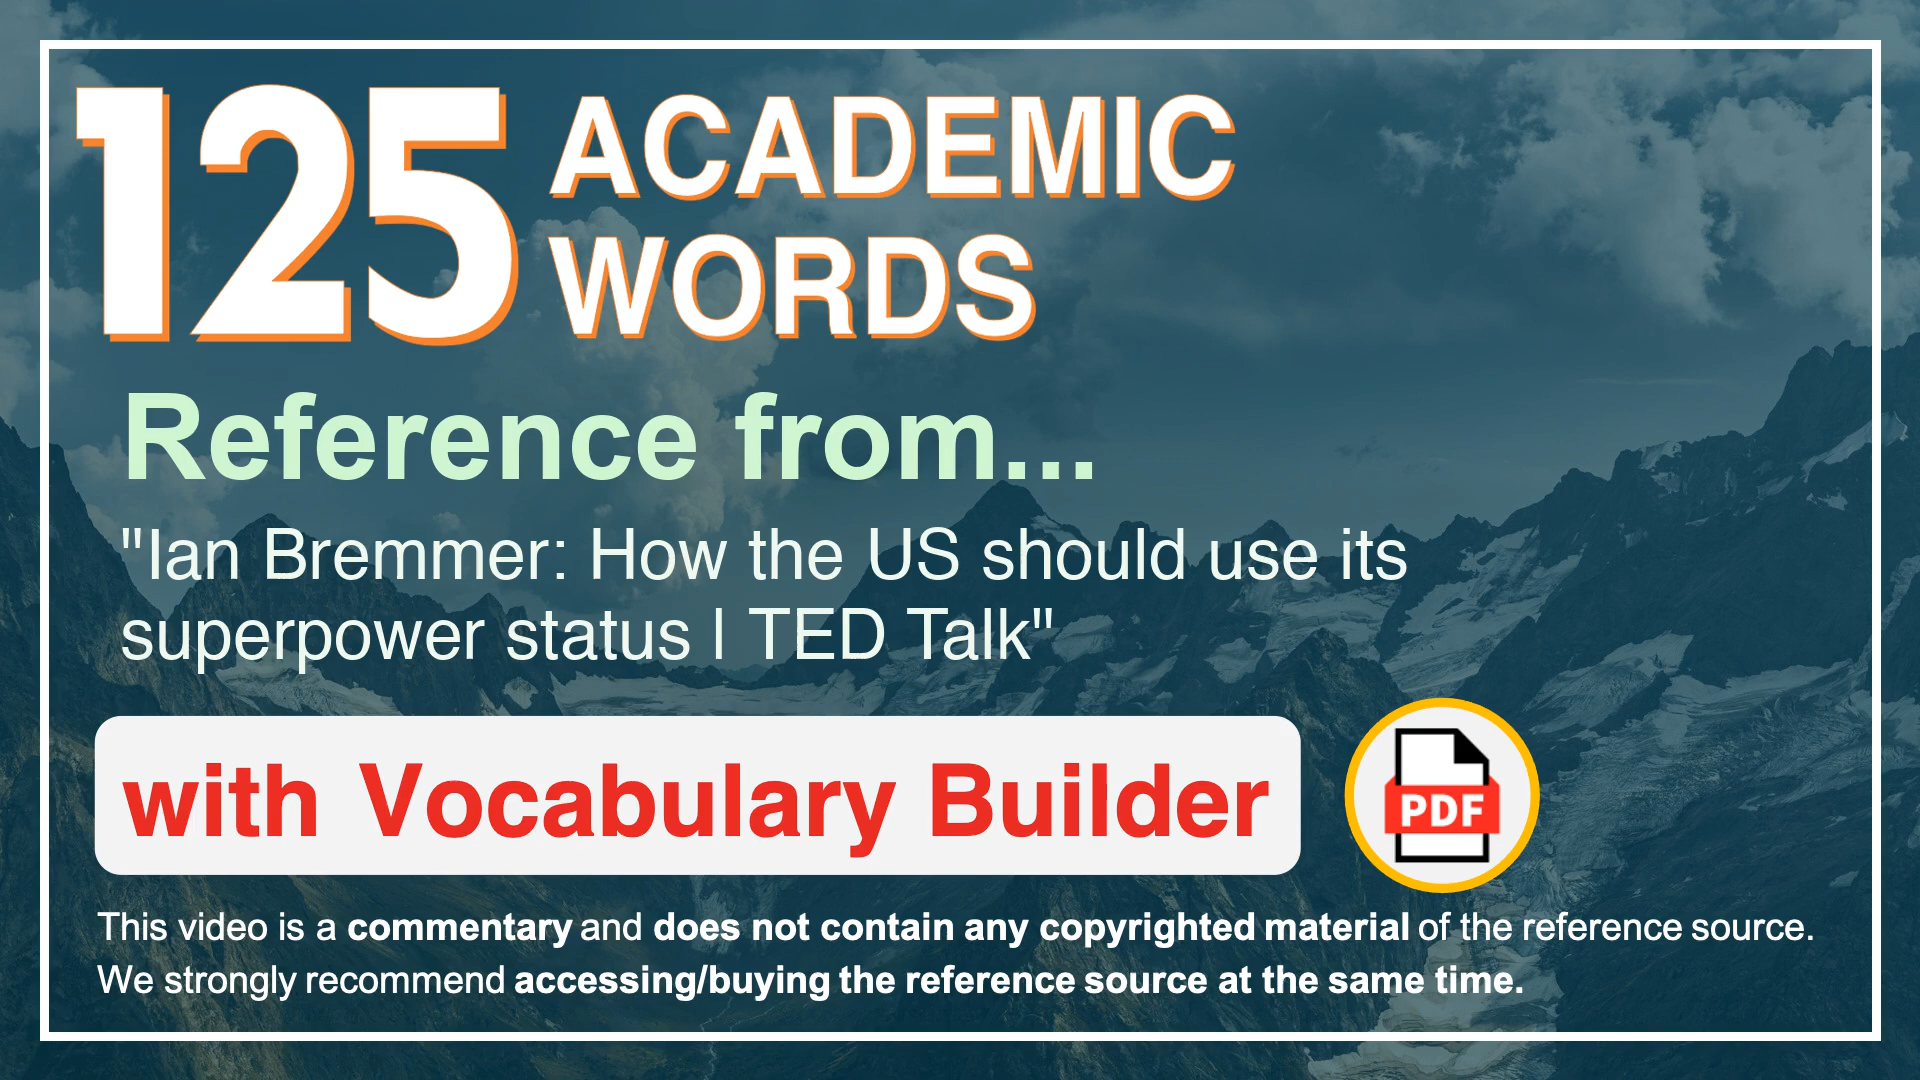 125 ACADEMIC
WORDS
Reference from...
"Ian Bremmer: How the US should use its
superpower status | TED Talk"
with Vocabulary Builder
PDF
This video is a commentary and does not contain any copyrighted material of the reference source.
We strongly recommend accessing/buying the reference source at the same time.